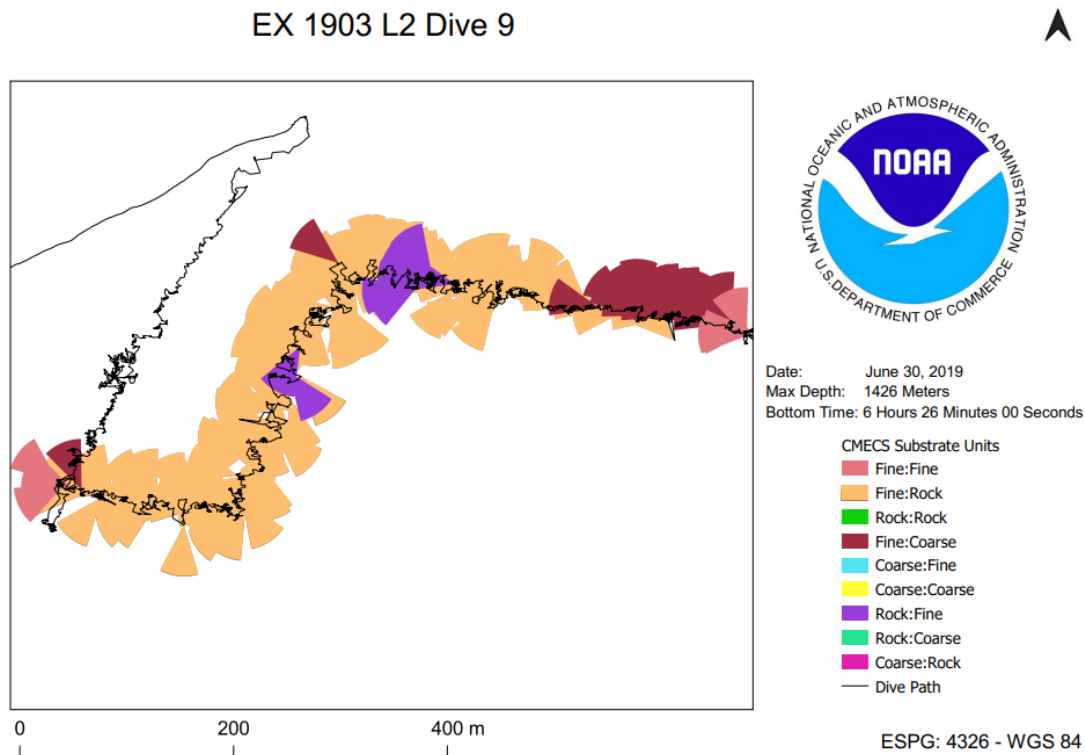 EX 1903 L2 Dive 9
NATIONAL OCEANIC AND ATMOSPHERIC ADMINISTRATION
NOAA
U.S.DEPARTMENT OF COMMERCE
Date: June 30, 2019
Max Depth: 1426 Meters
Bottom Time: 6 Hours 26 Minutes 00 Seconds
CMECS Substrate Units
Fine:Fine
Fine:Rock
Rock:Rock
Fine:Coarse
Coarse:Fine
Coarse:Coarse
Rock:Fine
Rock:Coarse
Coarse:Rock
Dive Path
0 200 400 m
ESPG: 4326 - WGS 84